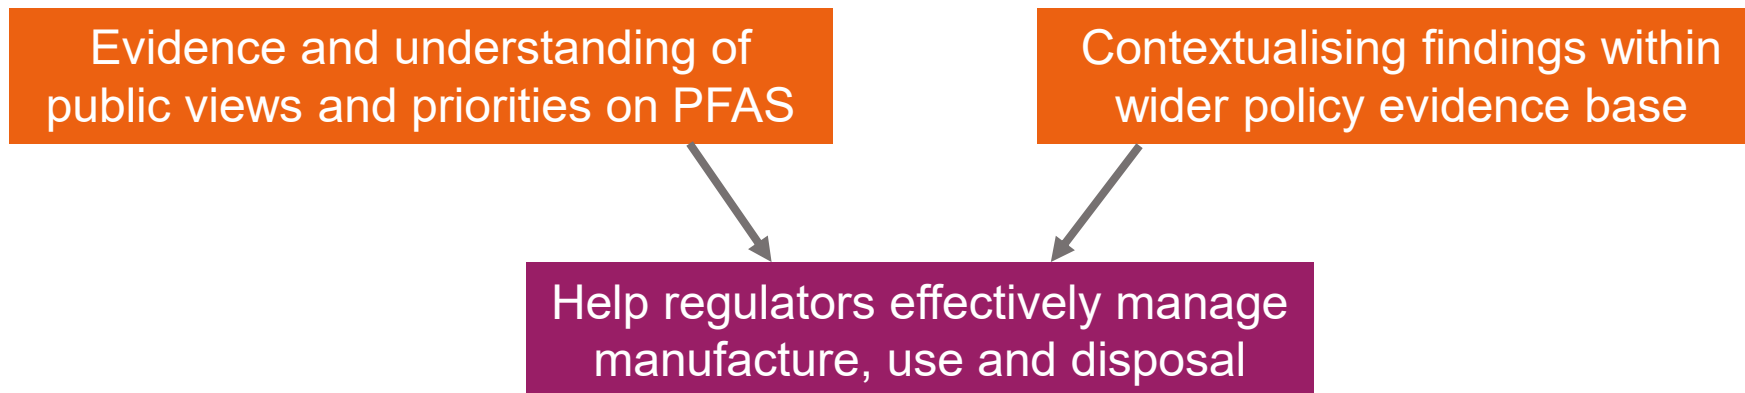 Evidence and understanding of
public views and priorities on PFAS
Contextualising findings within
wider policy evidence base
Help regulators effectively manage
manufacture, use and disposal